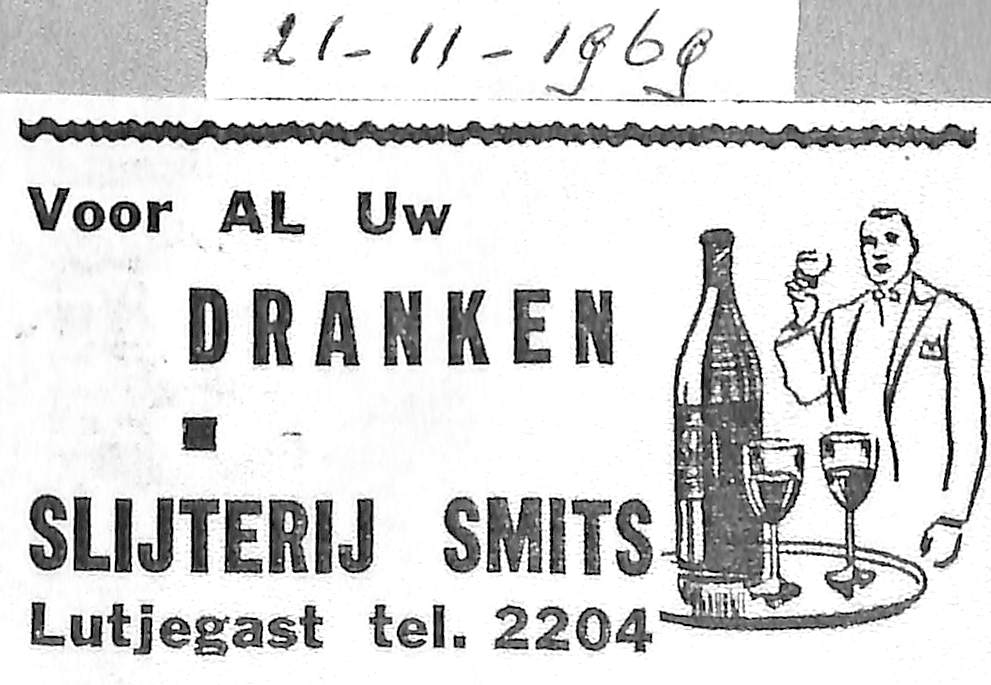 21-11-1969
Voor AL Uw
DRANKEN
SLIJTERIJ SMITS
Lutjegast tel. 2204